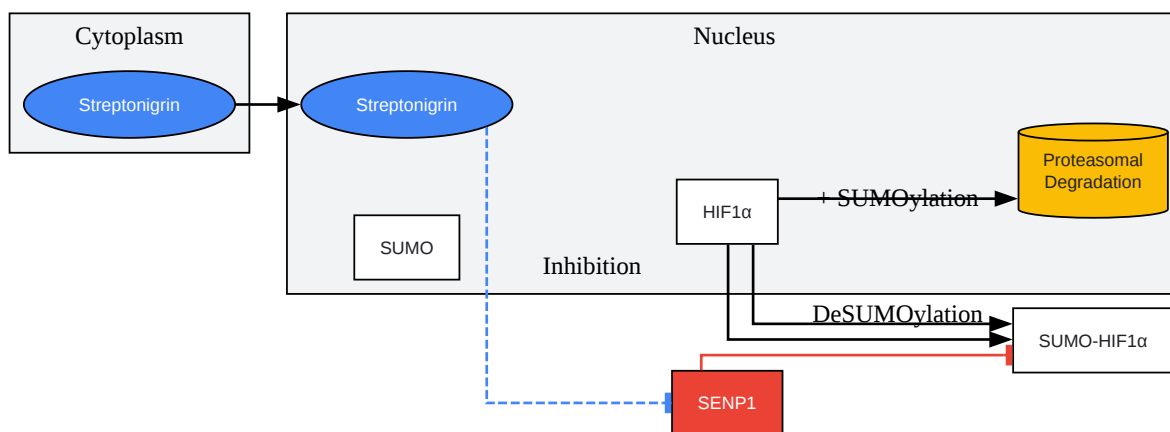 Cytoplasm
Nucleus
Streptonigrin
Streptonigrin
Proteasomal
Degradation
HIF1α
+ SUMOylation
SUMO
Inhibition
DeSUMOylation
SUMO-HIF1α
SENP1